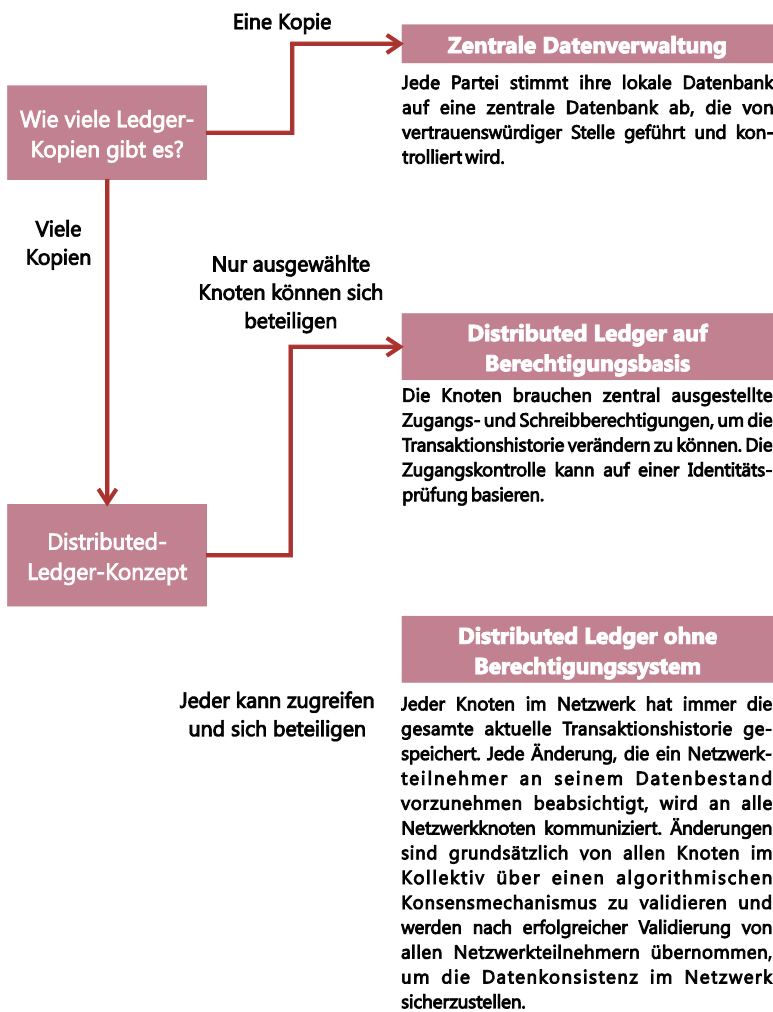 Eine Kopie
Zentrale Datenverwaltung
Jede Partei stimmt ihre lokale Datenbank
auf eine zentrale Datenbank ab, die von
vertrauenswürdiger Stelle geführt und kon-
trolliert wird.
Wie viele Ledger-
Kopien gibt es?
Viele
Kopien
Nur ausgewählte
Knoten können sich
beteiligen
Distributed Ledger auf
Berechtigungsbasis
Die Knoten brauchen zentral ausgestellte
Zugangs- und Schreibberechtigungen, um die
Transaktionshistorie verändern zu können. Die
Zugangskontrolle kann auf einer Identitäts-
prüfung basieren.
Distributed-
Ledger-Konzept
Distributed Ledger ohne
Berechtigungssystem
Jeder kann zugreifen
und sich beteiligen
Jeder Knoten im Netzwerk hat immer die
gesamte aktuelle Transaktionshistorie ge-
speichert. Jede Änderung, die ein Netzwerk-
teilnehmer an seinem Datenbestand
vorzunehmen beabsichtigt, wird an alle
Netzwerkknoten kommuniziert. Änderungen
sind grundsätzlich von allen Knoten im
Kollektiv über einen algorithmischen
Konsensmechanismus zu validieren und
werden nach erfolgreicher Validierung von
allen Netzwerkteilnehmern übernommen,
um die Datenkonsistenz im Netzwerk
sicherzustellen.